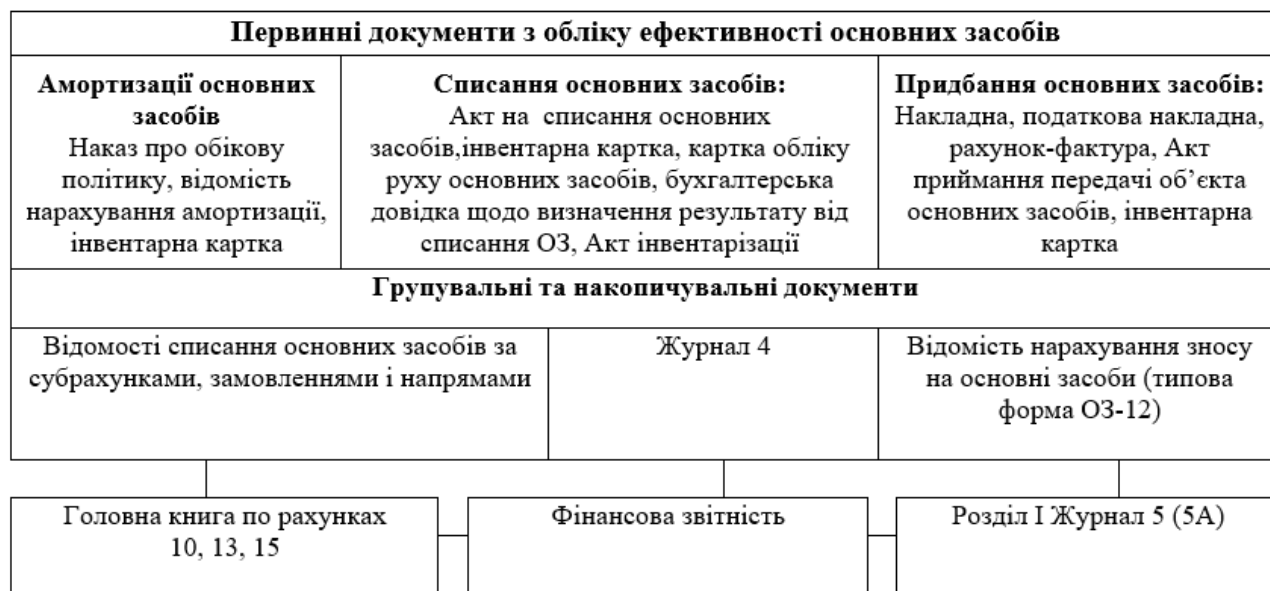 Первинні документи з обліку ефективності основних засобів
Амортизації основних
засобів
Наказ про обікову
політику, відомість
нарахування амортизації,
інвентарна картка
Списання основних засобів:
Акт на списання основних
засобів,інвентарна картка, картка обліку
руху основних засобів, бухгалтерська
довідка щодо визначення результату від
списання ОЗ, Акт інвентарізації
Придбання основних засобів:
Накладна, податкова накладна,
рахунок-фактура, Акт
приймання передачі об’єкта
основних засобів, інвентарна
картка
Групувальні та накопичувальні документи
Відомості списання основних засобів за
субрахунками, замовленнями і напрямами
Журнал 4
Відомість нарахування зносу
на основні засоби (типова
форма ОЗ-12)
Головна книга по рахунках
10, 13, 15
Фінансова звітність
Розділ І Журнал 5 (5А)